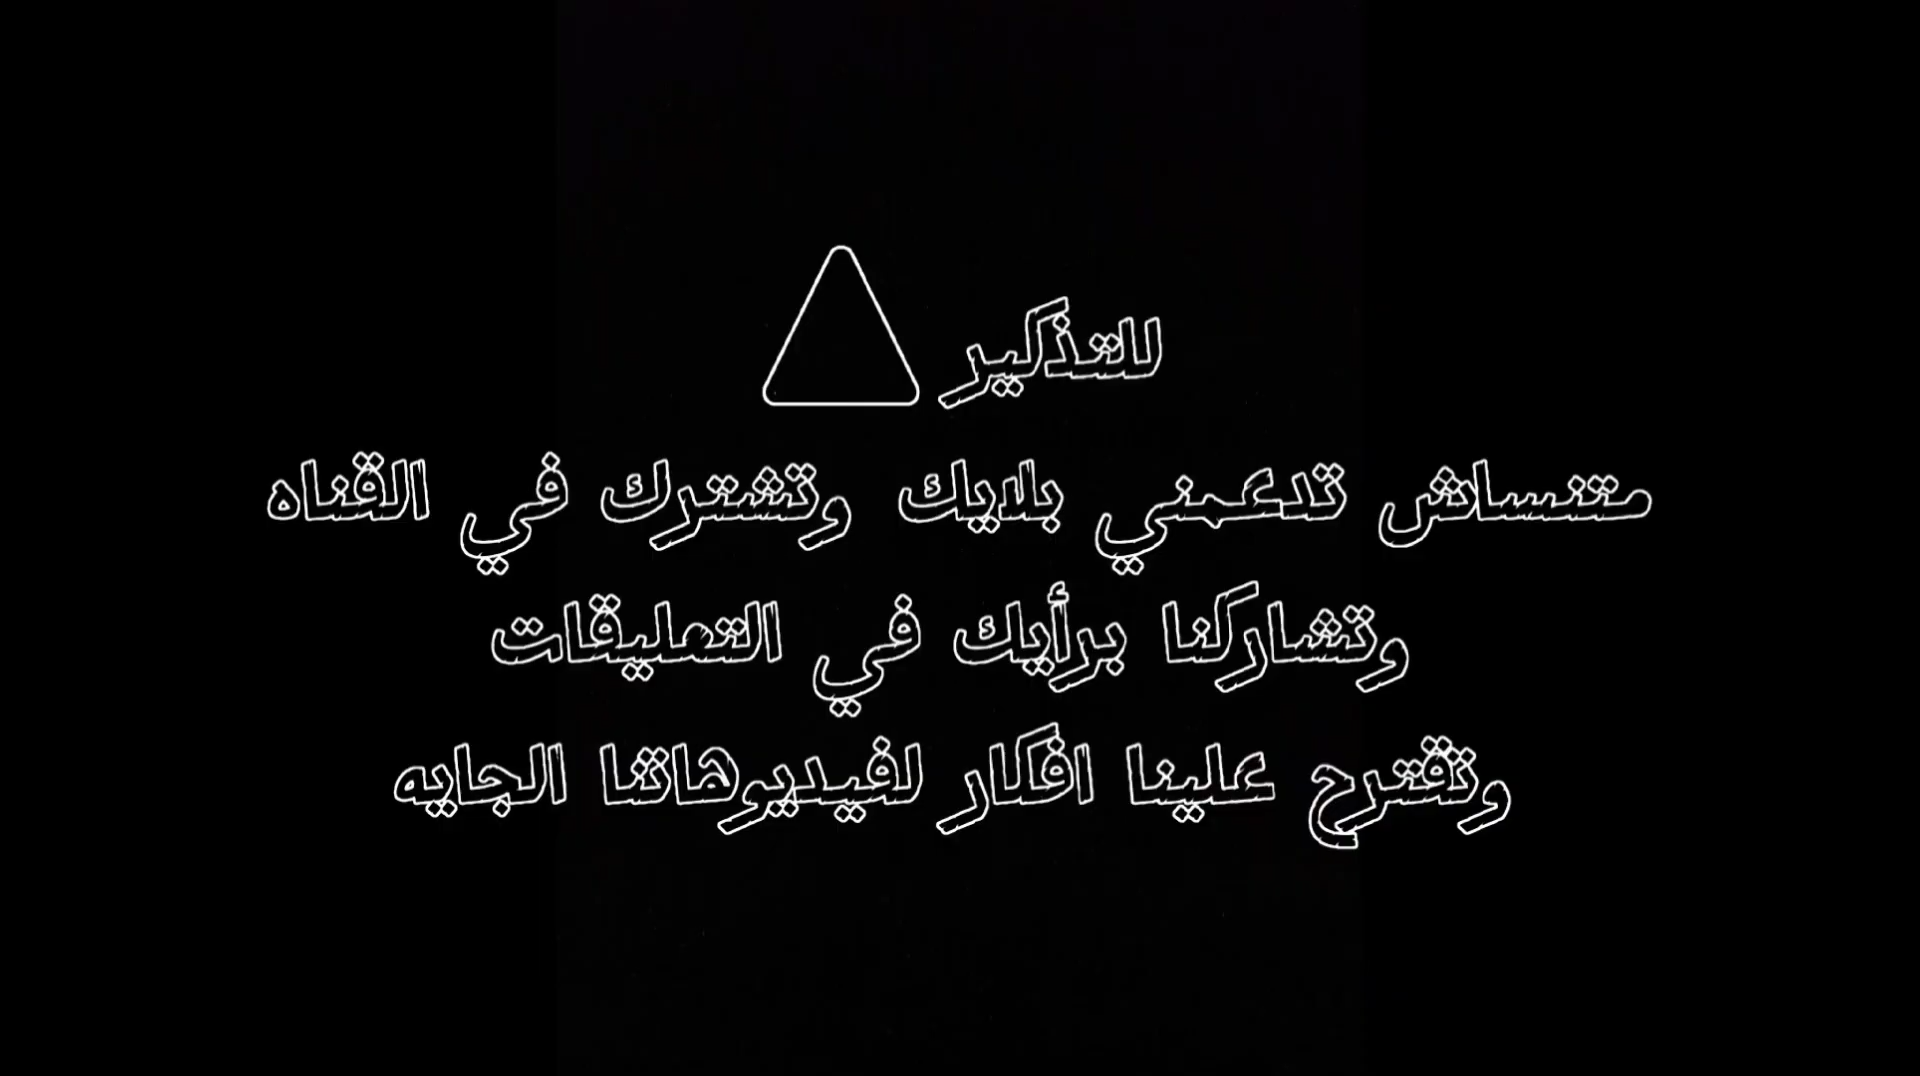 للتذكير
متنساش تدعمني بلايك وتشترك في القناه
وتشاركنا برأيك في التعليقات
وتقترح علينا افكار لفيديوهاتنا الجايه